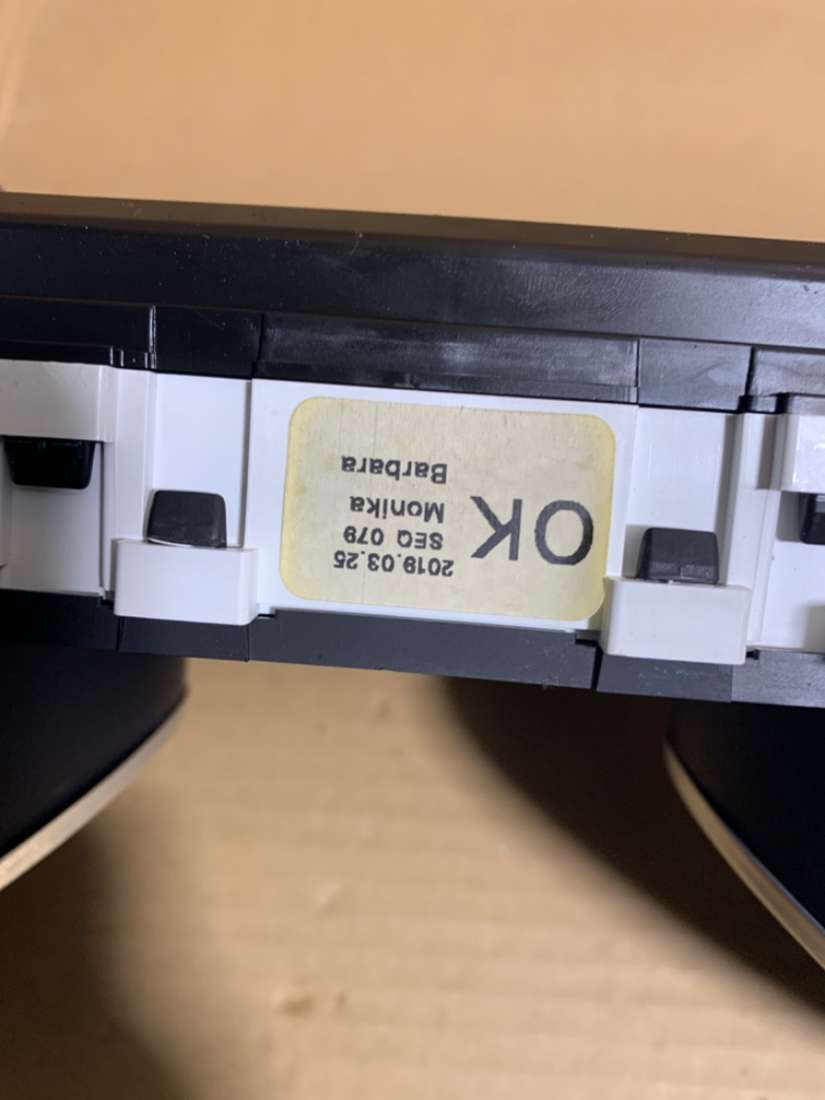 OK
2019.03.25
SEQ 079
Monika
Barbara